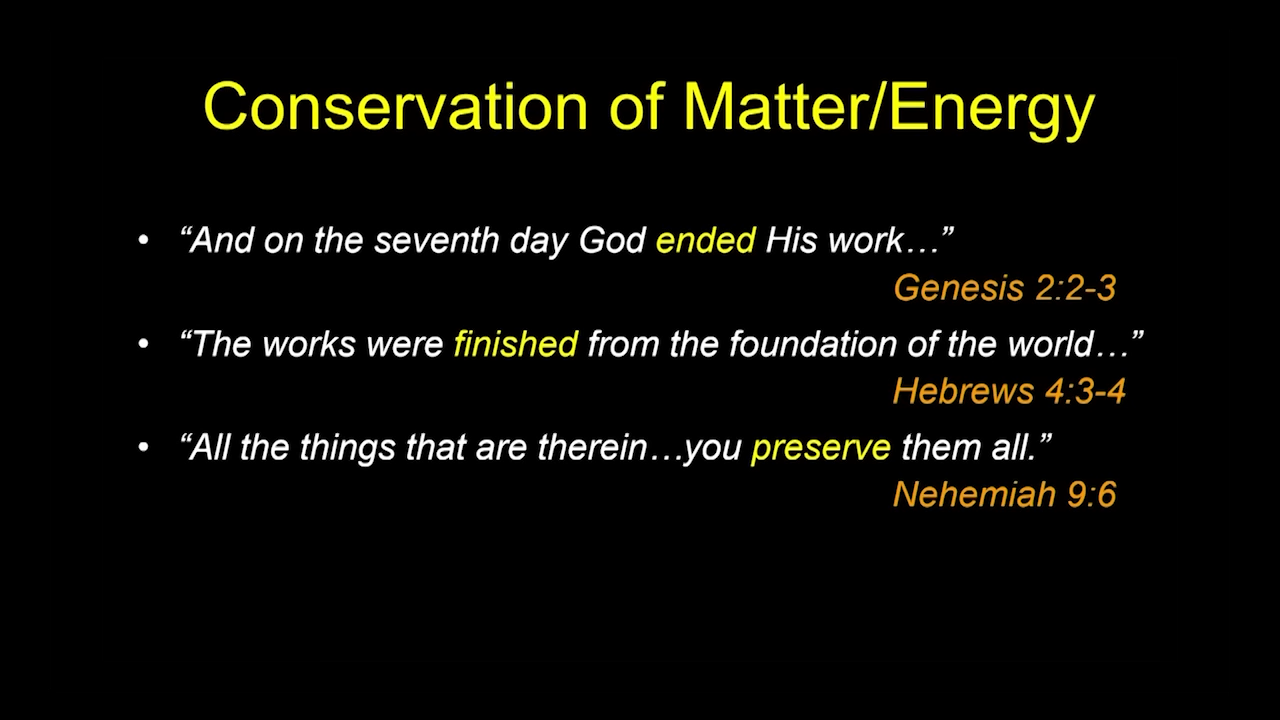 Conservation of Matter/Energy
• “And on the seventh day God ended His work…”
Genesis 2:2-3
• “The works were finished from the foundation of the world…”
Hebrews 4:3-4
• “All the things that are therein…you preserve them all.”
Nehemiah 9:6